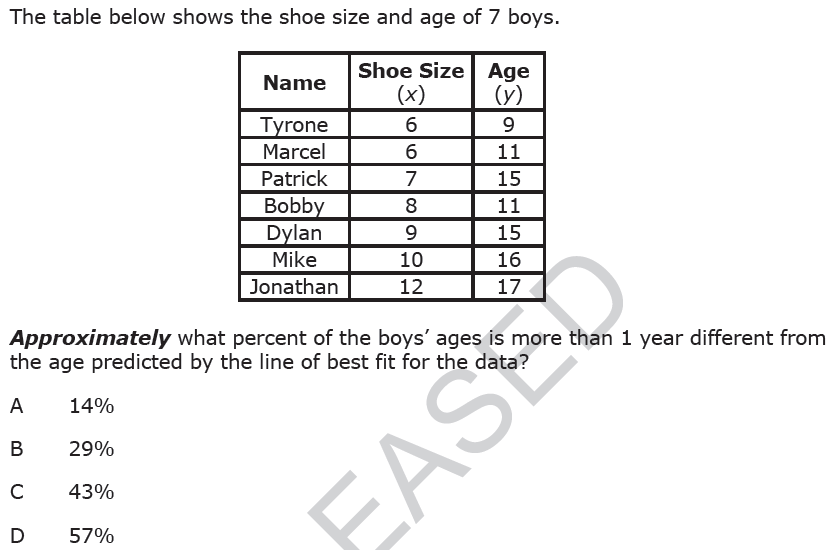 The table below shows the shoe size and age of 7 boys.
Name Shoe Size (x) Age (y)
Tyrone 6 9
Marcel 6 11
Patrick 7 15
Bobby 8 11
Dylan 9 15
Mike 10 16
Jonathan 12 17
Approximately what percent of the boys' ages is more than 1 year different from
the age predicted by the line of best fit for the data?
A 14%
B 29%
C 43%
D 57%
EASED